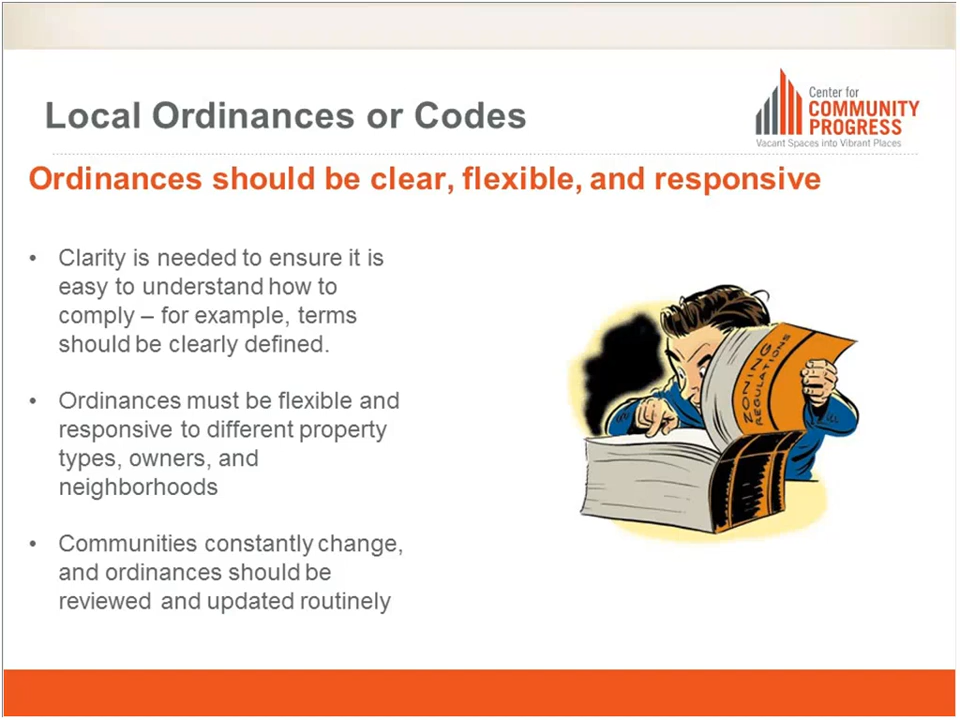 Local Ordinances or Codes
Center for
COMMUNITY
PROGRESS
Vacant Spaces into Vibrant Places
Ordinances should be clear, flexible, and responsive
• Clarity is needed to ensure it is
easy to understand how to
comply – for example, terms
should be clearly defined.
• Ordinances must be flexible and
responsive to different property
types, owners, and
neighborhoods
• Communities constantly change,
and ordinances should be
reviewed and updated routinely
ZONING
REGULATIONS